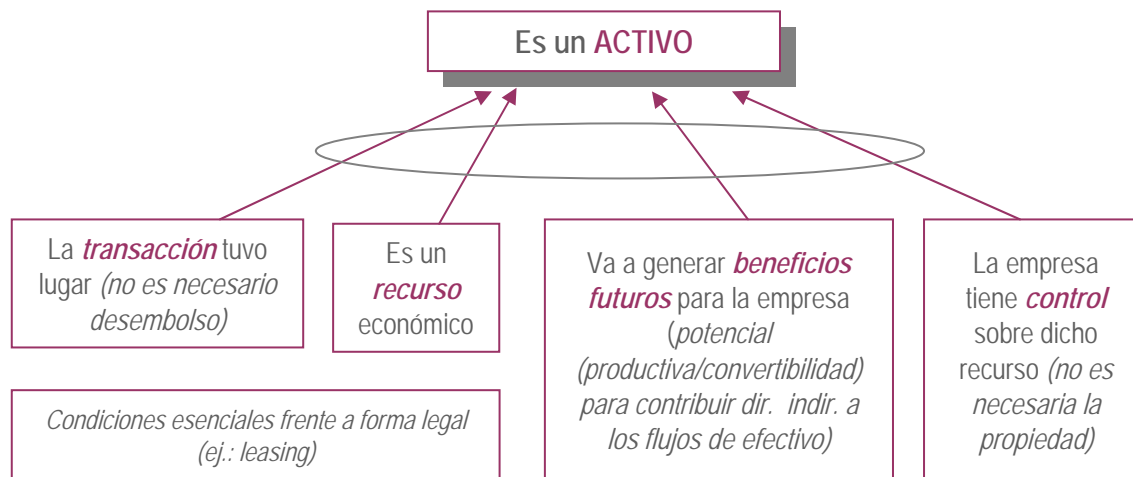 Es un ACTIVO
La transacción tuvo
lugar (no es necesario
desembolso)
Es un
recurso
económico
Va a generar beneficios
futuros para la empresa
(potencial
(productiva/convertibilidad)
para contribuir dir. indir. a
los flujos de efectivo)
La empresa
tiene control
sobre dicho
recurso (no es
necesaria la
propiedad)
Condiciones esenciales frente a forma legal
(ej.: leasing)